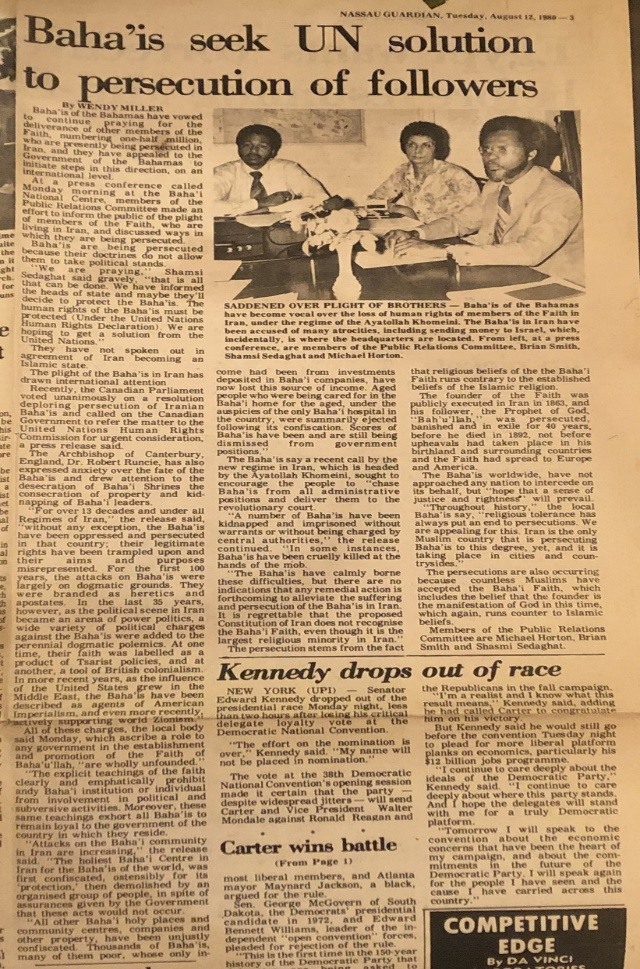 NASSAU GUARDIAN, Tuesday, August 12, 1980 — 3
Baha'is seek UN solution
to persecution of followers
By WENDY MILLER
Baha'is of the Bahamas have vowed
to continue praying for the
deliverance of other members of the
Faith, numbering one-half million,
who are presently being persecuted in
Iran, and they have appealed to the
Government of the Bahamas to
initiate steps in this direction, on an
international level.
At a press conference called
Monday morning at the Baha'i
National Centre, members of the
Public Relations Committee made an
effort to inform the public of the plight
of members of the Faith, who are
living in Iran, and discussed ways in
which they are being persecuted.
Baha'is are being persecuted
because their doctrines do not allow
them to take political stands.
"We are praying," Shamsi
Sedaghat said gravely, "that is all
that can be done. We have informed
the heads of state and maybe they'll
decide to protect the Baha'is. The
human rights of the Baha'is must be
protected (Under the United Nations
Human Rights Declaration). We are
hoping to get a solution from the
United Nations."
They have not spoken out in
agreement of Iran becoming an
Islamic state.
The plight of the Baha'is in Iran has
drawn international attention
Recently, the Canadian Parliament
voted unanimously on a resolution
deploring persecution of Iranian
Baha'is and called on the Canadian
Government to refer the matter to the
United Nations Human Rights
Commission for urgent consideration,
a press release said.
The Archbishop of Canterbury,
England, Dr. Robert Runcie, has also
expressed anxiety over the fate of the
Baha'is and drew attention to the
desecration of Baha'i Shrines the
consecration of property and kid-
napping of Baha'i leaders.
"For over 13 decades and under all
Regimes of Iran," the release said,
"without any exception, the Baha'is
have been oppressed and persecuted
in that country; their legitimate
rights have been trampled upon and
their aims and purposes
misrepresented. For the first 100
years, the attacks on Baha'is were
largely on dogmatic grounds. They
were branded as heretics and
apostates. In the last 35 years,
however, as the political scene in Iran
became an arena of power politics, a
wide variety of political charges
against the Baha'is were added to the
perennial dogmatic polemics. At one
time, their faith was labelled as a
product of Tsarist policies, and at
another, a tool of British colonialism.
In more recent years, as the influence
of the United States grew in the
Middle East, the Baha'is have been
described as agents of American
Imperialism, and even more recently,
actively supporting world Zionism."
All of these charges, the local body
said Monday, which ascribe a role to
any government in the establishment
and promotion of the Faith of
Baha'u'llah, "are wholly unfounded."
"The explicit teachings of the faith
clearly and emphatically prohibit
andy Baha'i institution or individual
from involvement in political and
subversive activities. Moreover, these
same teachings exhort all Baha'is to
remain loyal to the government of the
country in which they reside.
"Attacks on the Baha'i community
in Iran are increasing," the release
said. "The holiest Baha'i Centre in
Iran for the Baha'is of the world, was
first confiscated, ostensibly for its
'protection,' then demolished by an
organised group of people, in spite of
assurances given by the Government
that these acts would not occur.
"All other Baha'i holy places and
community centres, companies and
other property, have been unjustly
confiscated. Thousands of Baha'is,
many of them poor, whose only in-
SADDENED OVER PLIGHT OF BROTHERS — Baha'is of the Bahamas
have become vocal over the loss of human rights of members of the Faith in
Iran, under the regime of the Ayatollah Khomeini. The Baha'is in Iran have
been accused of many atrocities, including sending money to Israel, which,
incidentally, is where the headquarters are located. From left, at a press
conference, are members of the Public Relations Committee, Brian Smith,
Shamsi Sedaghat and Michael Horton.
come had been from investments
deposited in Baha'i companies, have
now lost this source of income. Aged
people who were being cared for in the
Baha'i home for the aged, under the
auspices of the only Baha'i hospital in
the country, were summarily ejected
following its confiscation. Scores of
Baha'is have been and are still being
dismissed from government
positions."
The Baha'is say a recent call by the
new regime in Iran, which is headed
by the Ayatollah Khomeini, sought to
encourage the people to "chase
Baha'is from all administrative
positions and deliver them to the
revolutionary court.
"A number of Baha'is have been
kidnapped and imprisoned without
warrants or without being charged by
central authorities," the release
continued. "In some instances,
Baha'is have been cruelly killed at the
hands of the mob.
"The Baha'is have calmly borne
these difficulties, but there are no
indications that any remedial action is
forthcoming to alleviate the suffering
and persecution of the Baha'is in Iran.
It is regrettable that the proposed
Constitution of Iran does not recognise
the Baha'i Faith, even though it is the
largest religious minority in Iran."
The persecution stems from the fact
that religious beliefs of the the Baha'i
Faith runs contrary to the established
beliefs of the Islamic religion.
The founder of the Faith was
publicly executed in Iran in 1863, and
his follower, the Prophet of God,
"Bah'u'llah," was persecuted,
banished and in exile for 40 years,
before he died in 1892, not before
upheavals had taken place in his
birthland and surrounding countries
and the Faith had spread to Europe
and America.
The Baha'is worldwide, have not
approached any nation to intercede on
its behalf, but "hope that a sense of
justice and rightness" will prevail.
"Throughout history," the local
Baha'is say, "religious tolerance has
always put an end to persecutions. We
are appealing for this. Iran is the only
Muslim country that is persecuting
Baha'is to this degree, yet, and it is
taking place in cities and coun-
trysides."
The persecutions are also occurring
because countless Muslims have
accepted the Baha'i Faith, which
includes the belief that the founder is
the manifestation of God in this time,
which again, runs counter to Islamic
beliefs.
Members of the Public Relations
Committee are Michael Horton, Brian
Smith and Shamsi Sedaghat.
Kennedy drops out of race
NEW YORK (UPI) — Senator
Edward Kennedy dropped out of the
presidential race Monday night, less
than two hours after losing his critical
delegate loyalty vote at the
Democratic National Convention.
"The effort on the nomination is
over," Kennedy said. "My name will
not be placed in nomination."
The vote at the 38th Democratic
National Convention's opening session
made it certain that the party —
despite widespread jitters — will send
Carter and Vice President Walter
Mondale against Ronald Reagan and
the Republicans in the fall campaign.
"I'm a realist and I know what this
result means," Kennedy said, adding
he had called Carter to congratulate
him on his victory.
But Kennedy said he would still go
before the convention Tuesday night
to plead for more liberal platform
planks on economics, particularly his
$12 billion jobs programme.
"I continue to care deeply about the
ideals of the Democratic Party,"
Kennedy said. "I continue to care
deeply about where this party stands.
And I hope the delegates will stand
with me for a truly Democratic
platform.
"Tomorrow I will speak to the
convention about the economic
concerns that have been the heart of
my campaign, and about the com-
mitments in the future of the
Democratic Party. I will speak again
for the people I have seen and the
cause I have carried across this
country."
Carter wins battle
(From Page 1)
most liberal members, and Atlanta
mayor Maynard Jackson, a black,
argued for the rule.
Sen. George McGovern of South
Dakota, the Democrats' presidential
candidate in 1972, and Edward
Bennett Williams, leader of the in-
dependent "open convention" forces,
pleaded for rejection of the rule.
"This is the first time in the 150-year
history of the Democratic Party that
COMPETITIVE
EDGE
By DA VINCI